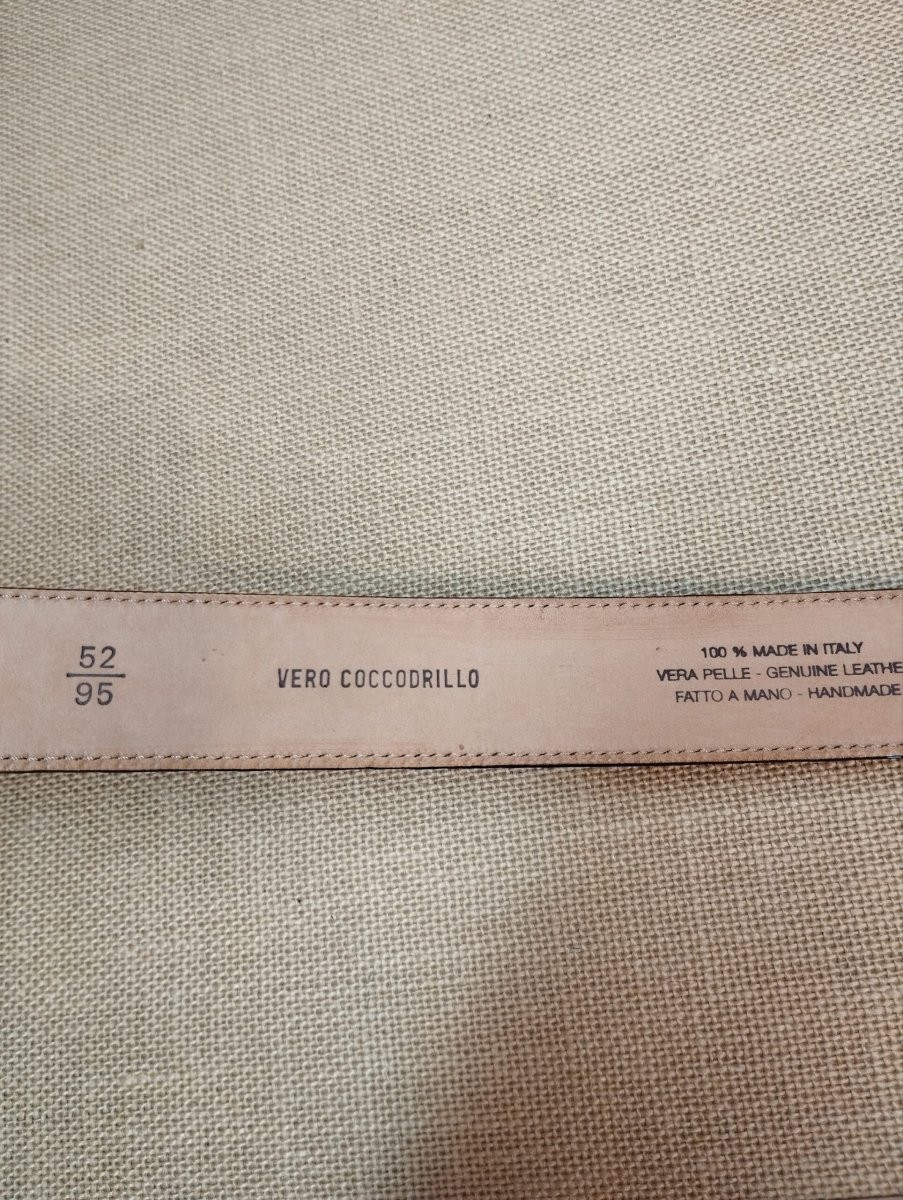 52
95
VERO COCCODRILLO
100 % MADE IN ITALY
VERA PELLE - GENUINE LEATHE
FATTO A MANO - HANDMADE